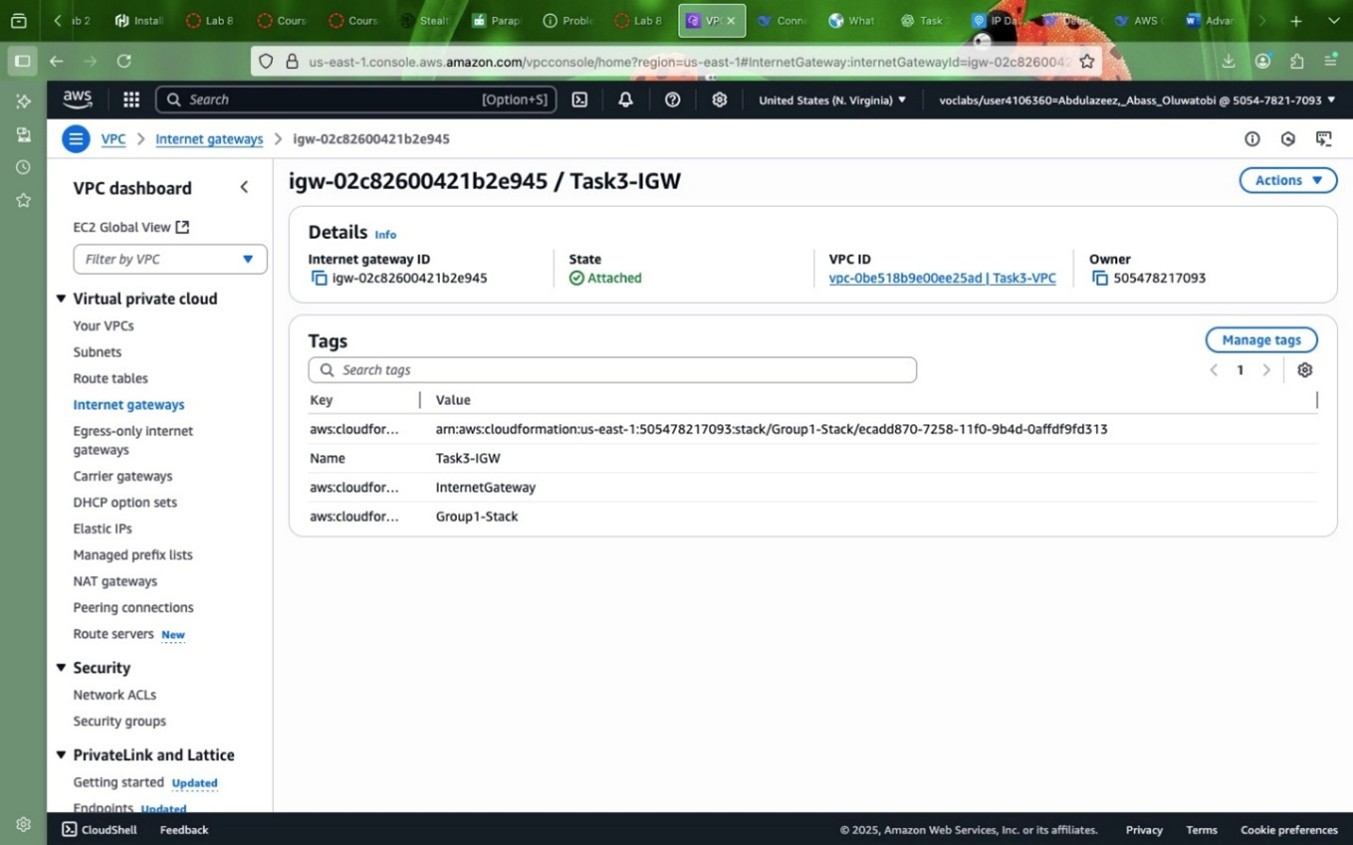 ab 2
Install
Lab 8
Cours
Cours
Stealt
Parap
Proble
Lab 8
VPC
Conne
What
Task
IP Dat
AWS
Advan
us-east-1.console.aws.amazon.com/vpcconsole/home?region=us-east-1#InternetGateway:internetGatewayId=igw-02c8260042
aws
Search [Option+S]
United States (N. Virginia)
voclabs/user4106360=Abdulazeez,_Abass_Oluwatobi @ 5054-7821-7093
VPC > Internet gateways > igw-02c82600421b2e945
VPC dashboard
EC2 Global View
Filter by VPC
Virtual private cloud
Your VPCs
Subnets
Route tables
Internet gateways
Egress-only internet
gateways
Carrier gateways
DHCP option sets
Elastic IPs
Managed prefix lists
NAT gateways
Peering connections
Route servers New
Security
Network ACLs
Security groups
PrivateLink and Lattice
Getting started Updated
Endpoints Updated
igw-02c82600421b2e945 / Task3-IGW
Actions
Details Info
Internet gateway ID
igw-02c82600421b2e945
State
Attached
VPC ID
vpc-0be518b9e00ee25ad | Task3-VPC
Owner
505478217093
Tags
Manage tags
Search tags
1
Key Value
aws:cloudfor... arn:aws:cloudformation:us-east-1:505478217093:stack/Group1-Stack/ecadd870-7258-11f0-9b4d-0affdf9fd313
Name Task3-IGW
aws:cloudfor... InternetGateway
aws:cloudfor... Group1-Stack
CloudShell Feedback
© 2025, Amazon Web Services, Inc. or its affiliates. Privacy Terms Cookie preferences